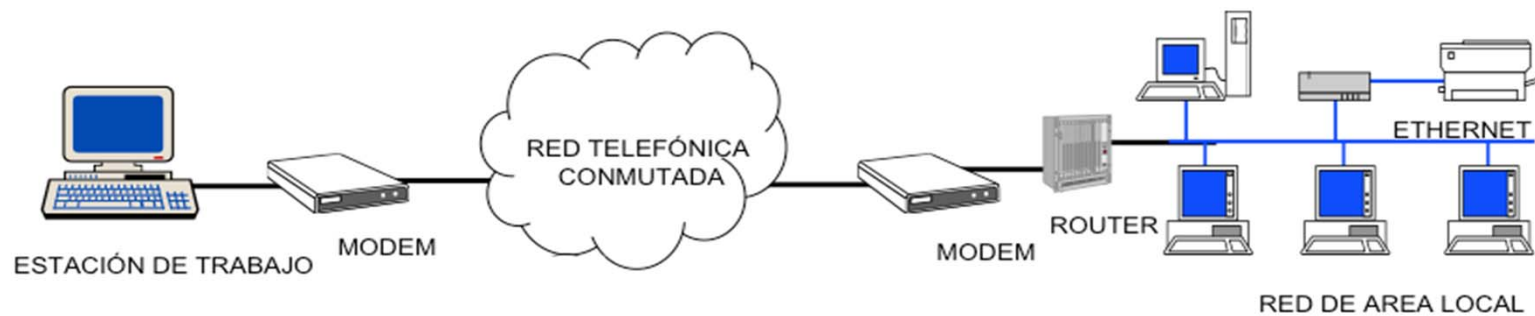 ESTACIÓN DE TRABAJO
MODEM
RED TELEFÓNICA
CONMUTADA
MODEM
ROUTER
ETHERNET
RED DE AREA LOCAL